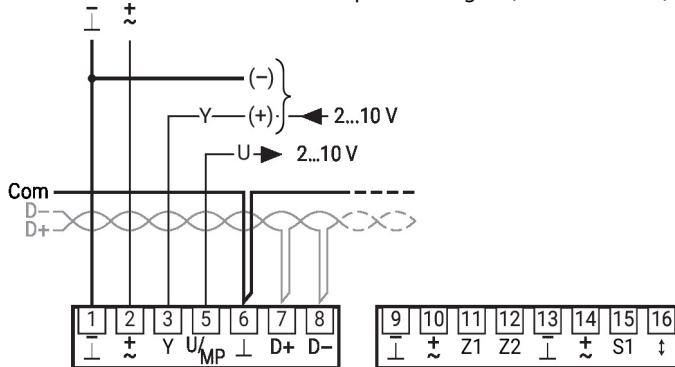 ⊥ ~
(–)
Y (+) 2...10 V
U 2...10 V
Com
D–
D+
1 2 3 5 6 7 8 9 10 11 12 13 14 15 16
– ⊥ + ~ Y U/MP ⊥ D+ D– – ⊥ + ~ Z1 Z2 – ⊥ + ~ S1 ↕